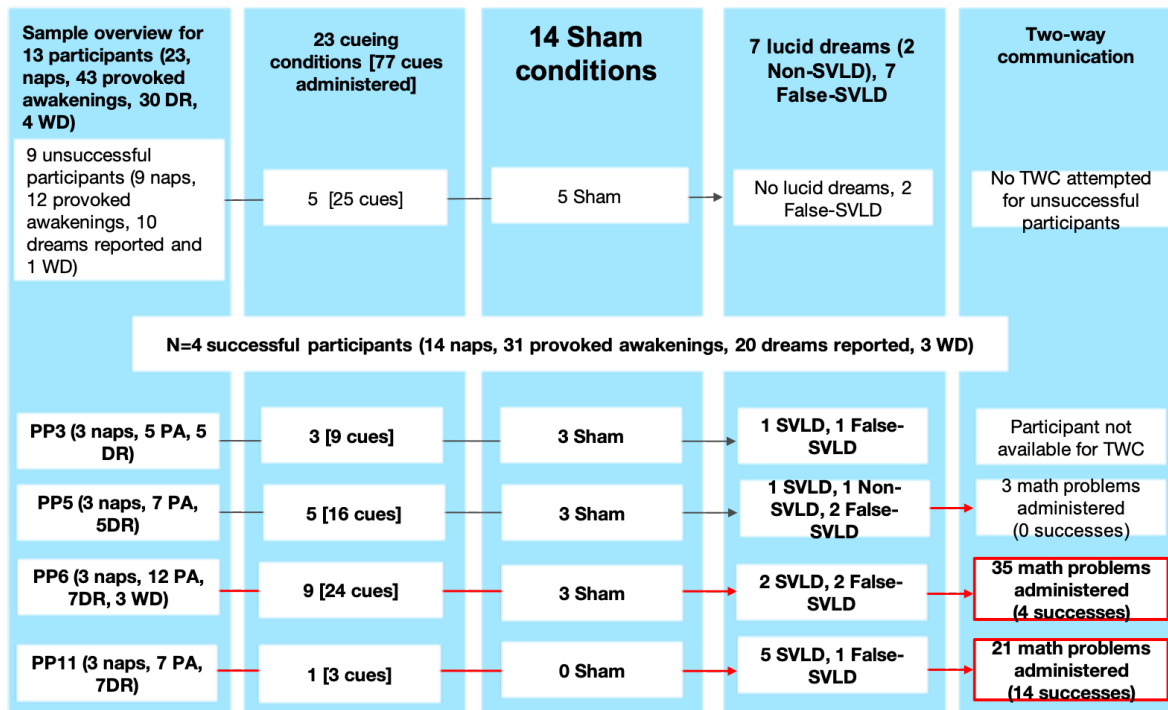 Sample overview for
13 participants (23,
naps, 43 provoked
awakenings, 30 DR,
4 WD)
23 cueing
conditions [77 cues
administered]
14 Sham
conditions
7 lucid dreams (2
Non-SVLD), 7
False-SVLD
Two-way
communication
9 unsuccessful
participants (9 naps,
12 provoked
awakenings, 10
dreams reported and
1 WD)
5 [25 cues]
5 Sham
No lucid dreams, 2
False-SVLD
No TWC attempted
for unsuccessful
participants
N=4 successful participants (14 naps, 31 provoked awakenings, 20 dreams reported, 3 WD)
PP3 (3 naps, 5 PA, 5
DR)
3 [9 cues]
3 Sham
1 SVLD, 1 False-
SVLD
Participant not
available for TWC
PP5 (3 naps, 7 PA,
5DR)
5 [16 cues]
3 Sham
1 SVLD, 1 Non-
SVLD, 2 False-
SVLD
3 math problems
administered
(0 successes)
PP6 (3 naps, 12 PA,
7DR, 3 WD)
9 [24 cues]
3 Sham
2 SVLD, 2 False-
SVLD
35 math problems
administered
(4 successes)
PP11 (3 naps, 7 PA,
7DR)
1 [3 cues]
0 Sham
5 SVLD, 1 False-
SVLD
21 math problems
administered
(14 successes)